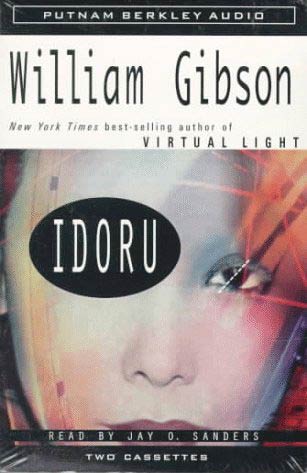 PUTNAM BERKLEY AUDIO
William Gibson
New York Times best-selling author of
VIRTUAL LIGHT
IDORU
READ BY JAY O. SANDERS
TWO CASSETTES